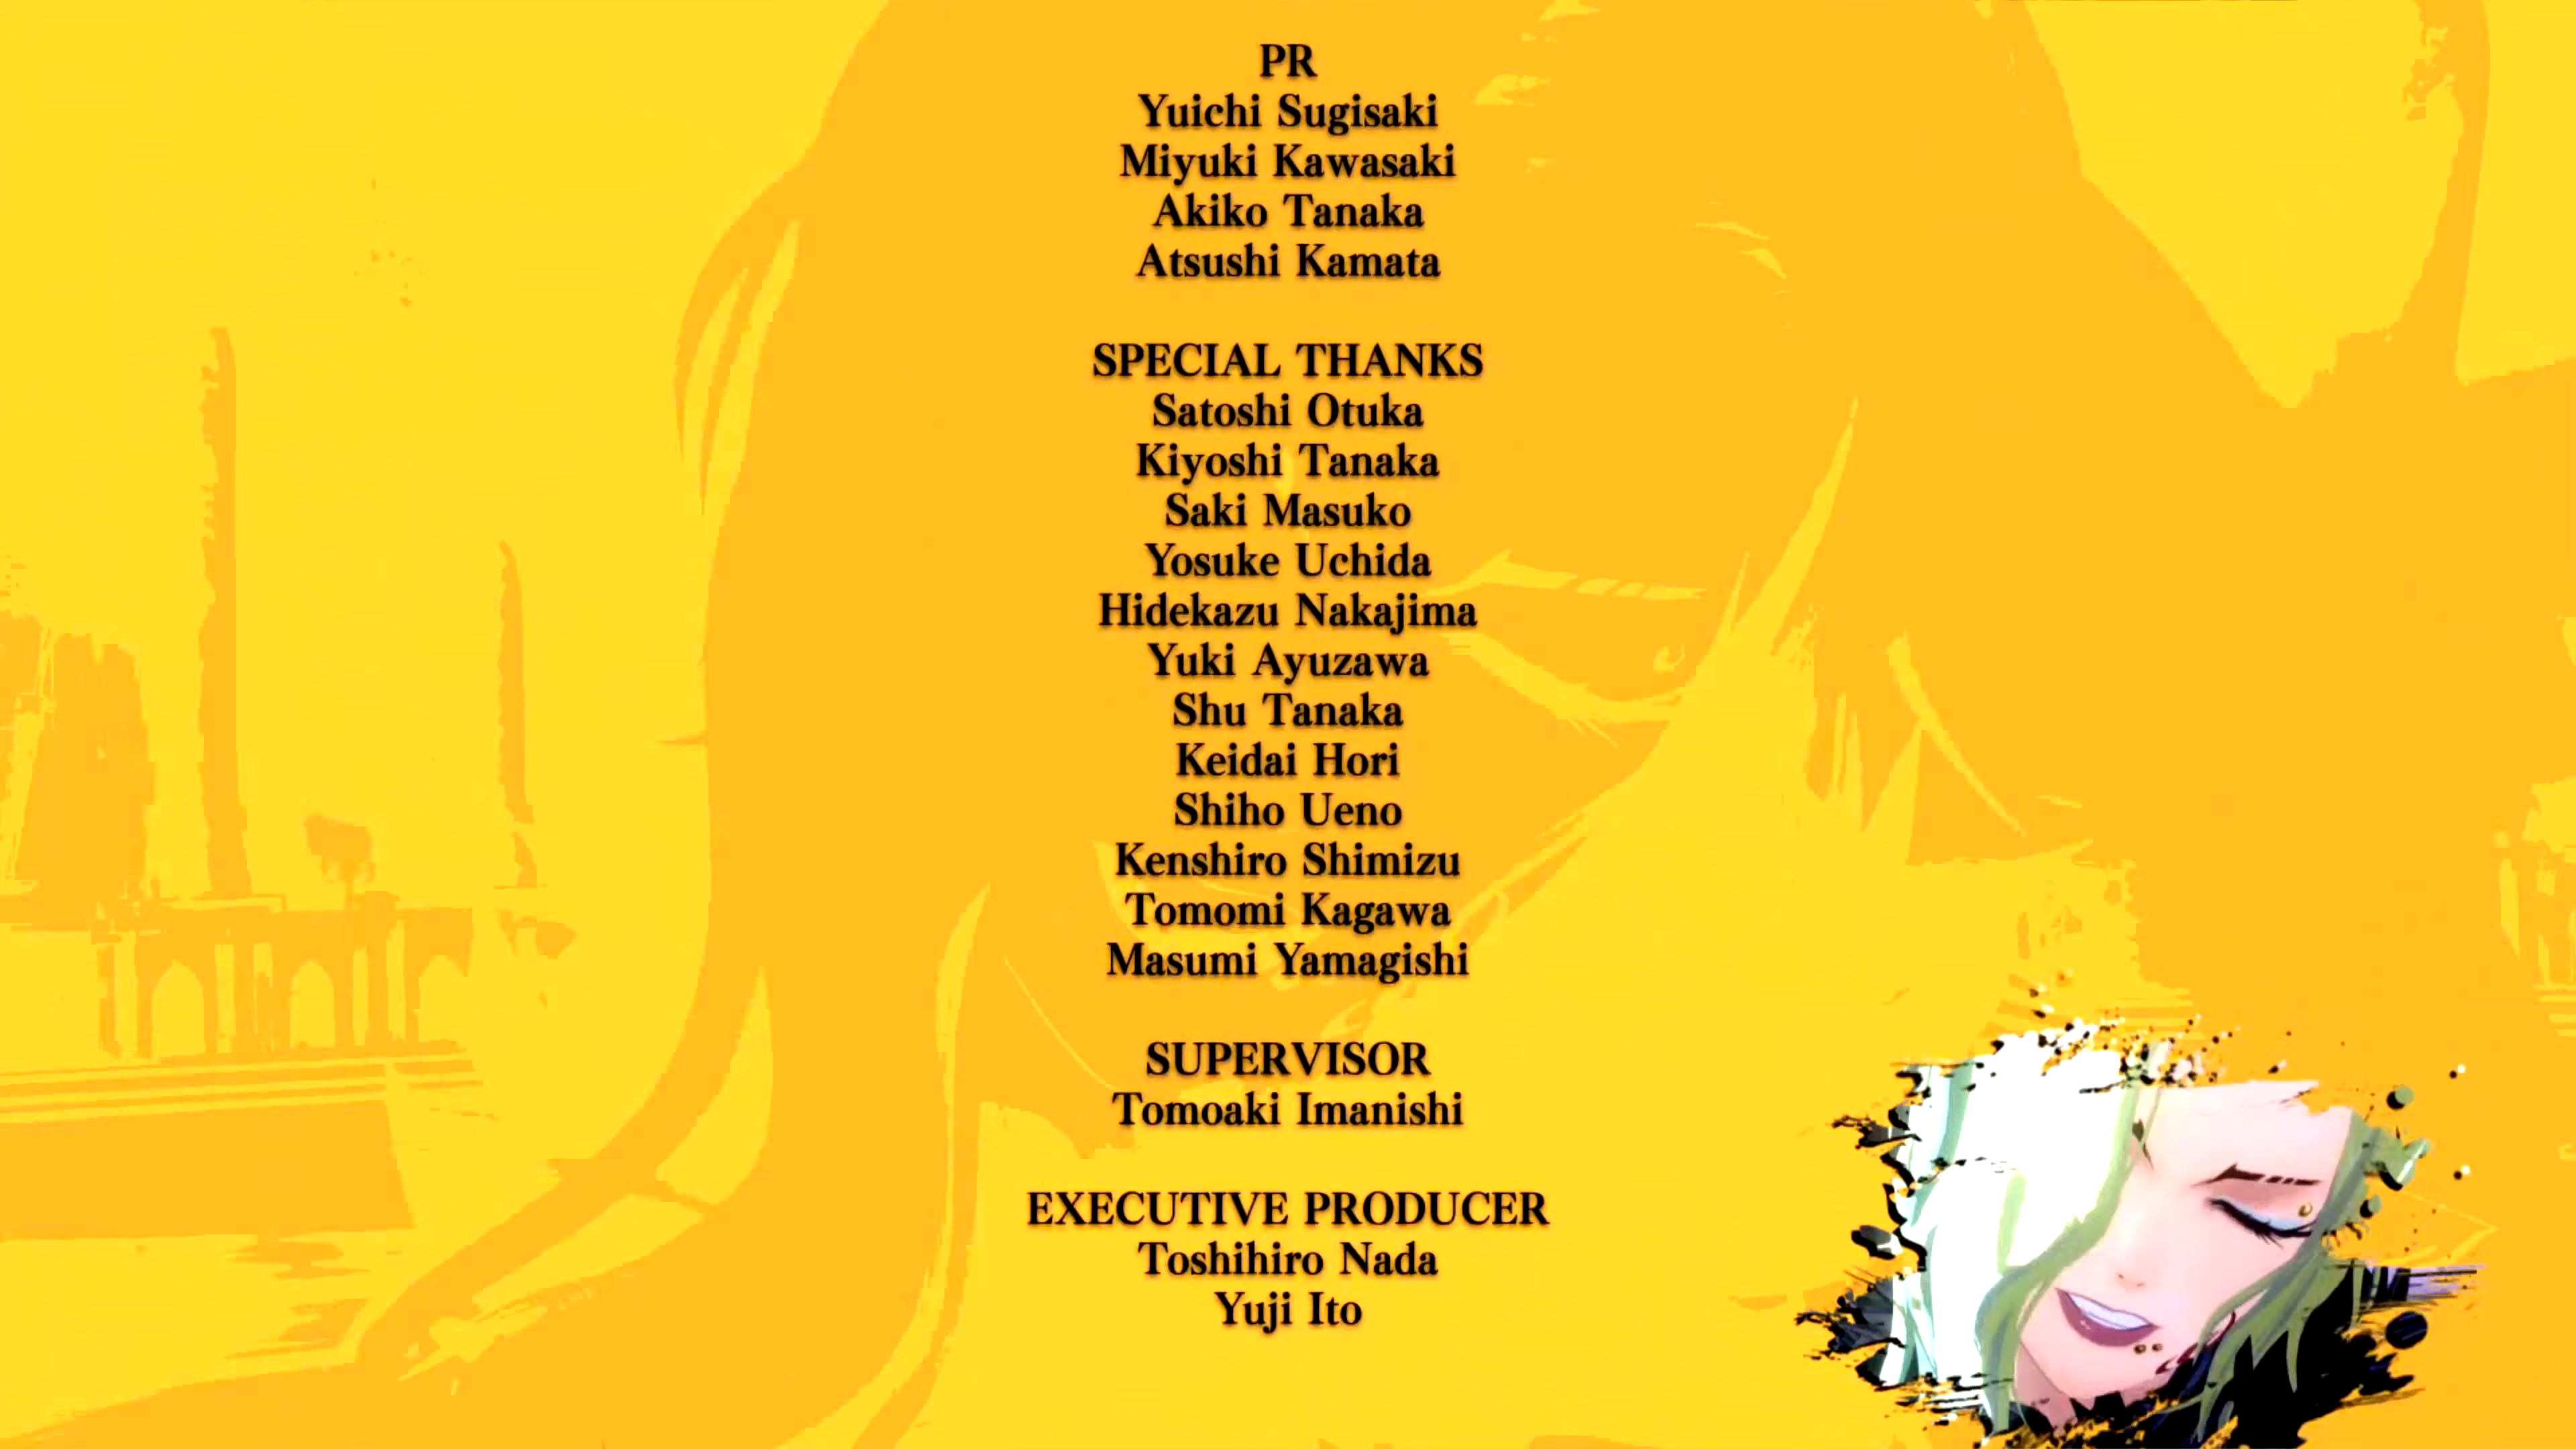 PR
Yuichi Sugisaki
Miyuki Kawasaki
Akiko Tanaka
Atsushi Kamata
SPECIAL THANKS
Satoshi Otuka
Kiyoshi Tanaka
Saki Masuko
Yosuke Uchida
Hidekazu Nakajima
Yuki Ayuzawa
Shu Tanaka
Keidai Hori
Shiho Ueno
Kenshiro Shimizu
Tomomi Kagawa
Masumi Yamagishi
SUPERVISOR
Tomoaki Imanishi
EXECUTIVE PRODUCER
Toshihiro Nada
Yuji Ito